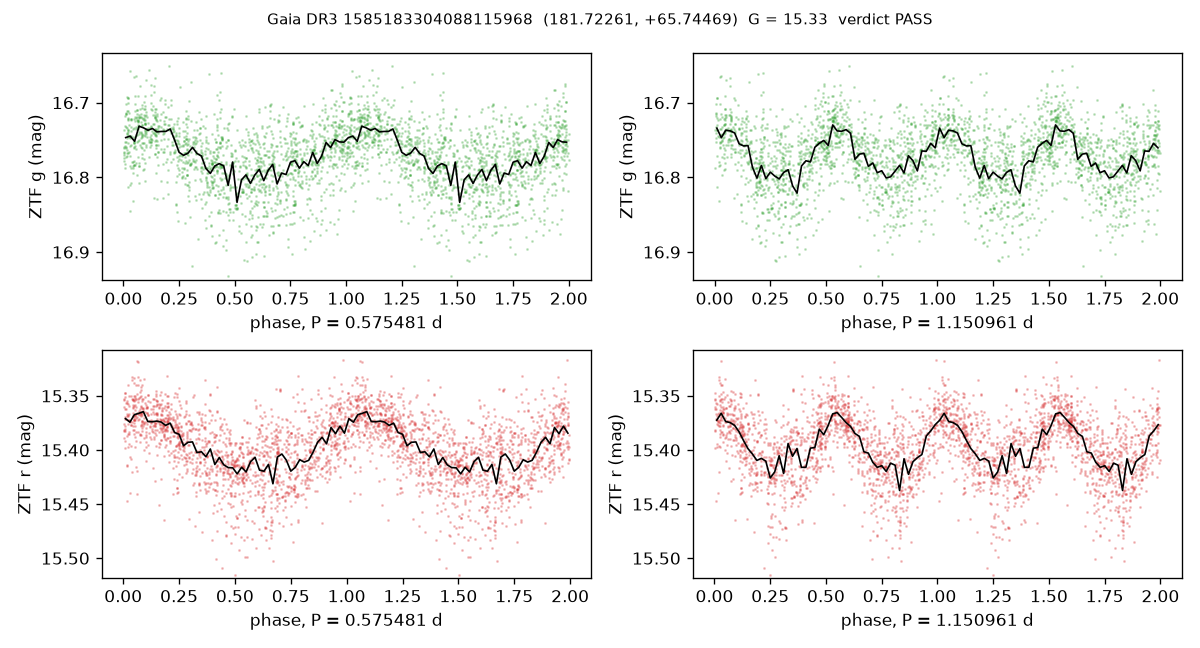 Gaia DR3 1585183304088115968 (181.72261, +65.74469) G = 15.33 verdict PASS
ZTF g (mag)
16.7
16.8
16.9
0.00 0.25 0.50 0.75 1.00 1.25 1.50 1.75 2.00
phase, P = 0.575481 d
ZTF g (mag)
16.7
16.8
16.9
0.00 0.25 0.50 0.75 1.00 1.25 1.50 1.75 2.00
phase, P = 1.150961 d
ZTF r (mag)
15.35
15.40
15.45
15.50
0.00 0.25 0.50 0.75 1.00 1.25 1.50 1.75 2.00
phase, P = 0.575481 d
ZTF r (mag)
15.35
15.40
15.45
15.50
0.00 0.25 0.50 0.75 1.00 1.25 1.50 1.75 2.00
phase, P = 1.150961 d